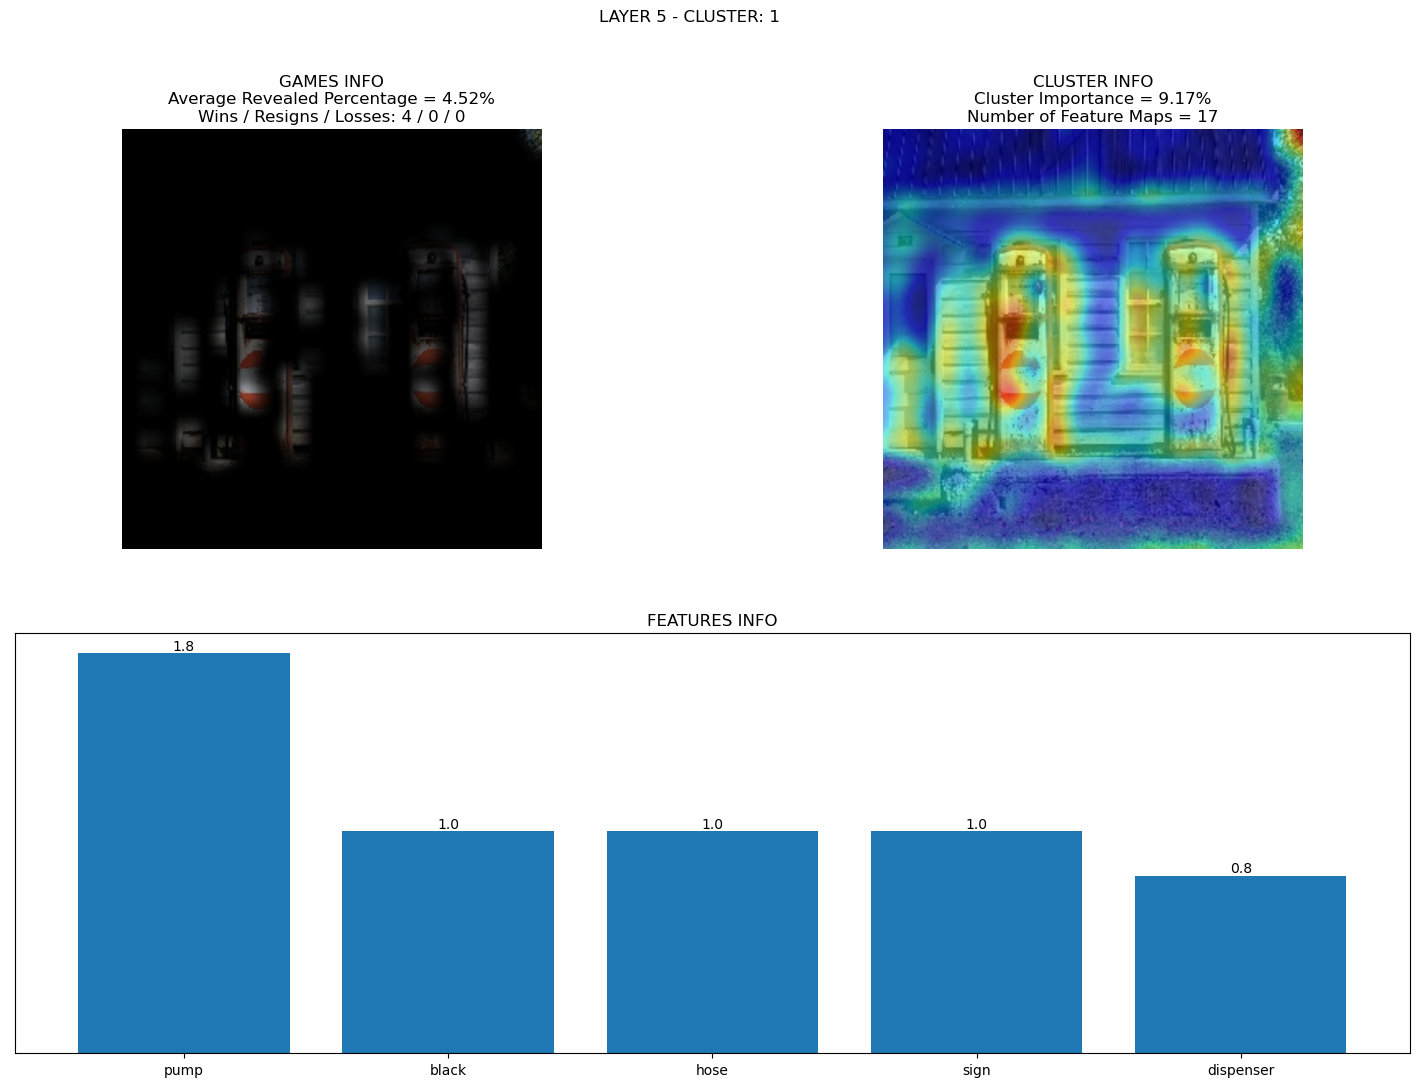 LAYER 5 - CLUSTER: 1
GAMES INFO
Average Revealed Percentage = 4.52%
Wins / Resigns / Losses: 4 / 0 / 0
CLUSTER INFO
Cluster Importance = 9.17%
Number of Feature Maps = 17
FEATURES INFO
1.8
1.0
1.0
1.0
0.8
pump
black
hose
sign
dispenser